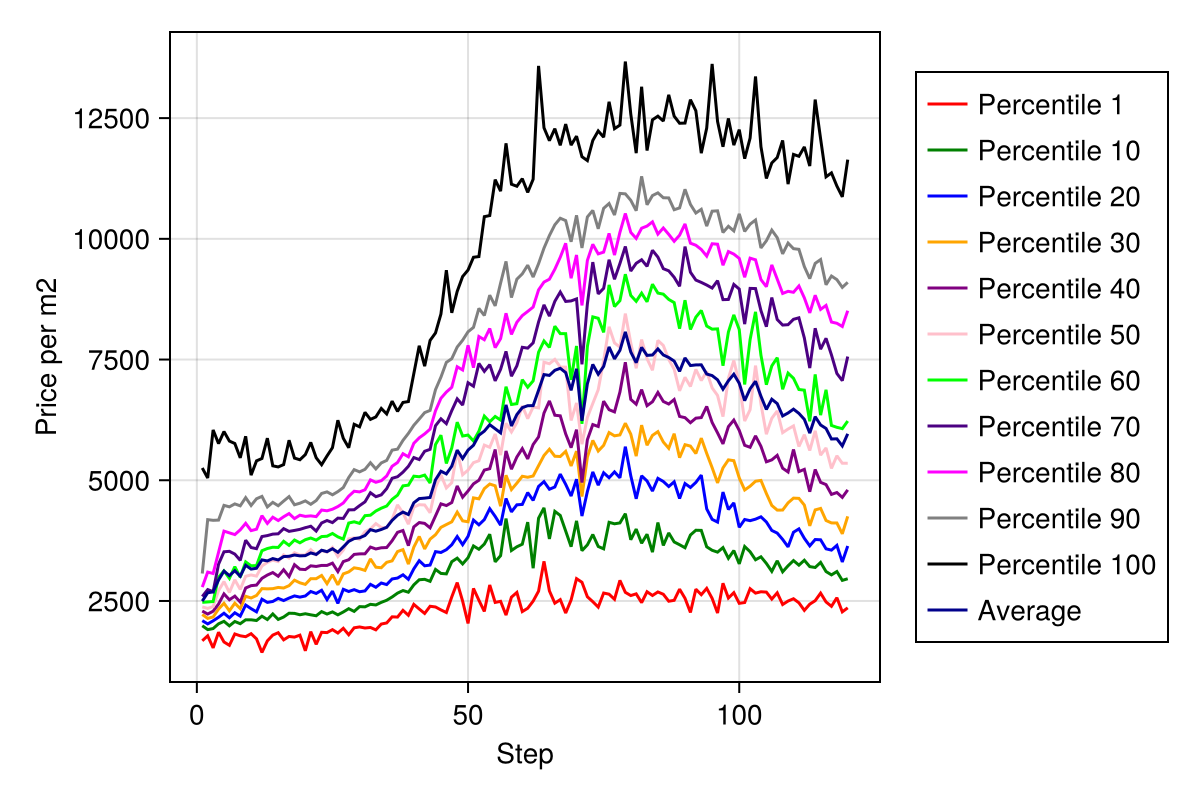 12500
10000
7500
5000
2500
Price per m2
0
50
100
Step
Percentile 1
Percentile 10
Percentile 20
Percentile 30
Percentile 40
Percentile 50
Percentile 60
Percentile 70
Percentile 80
Percentile 90
Percentile 100
Average